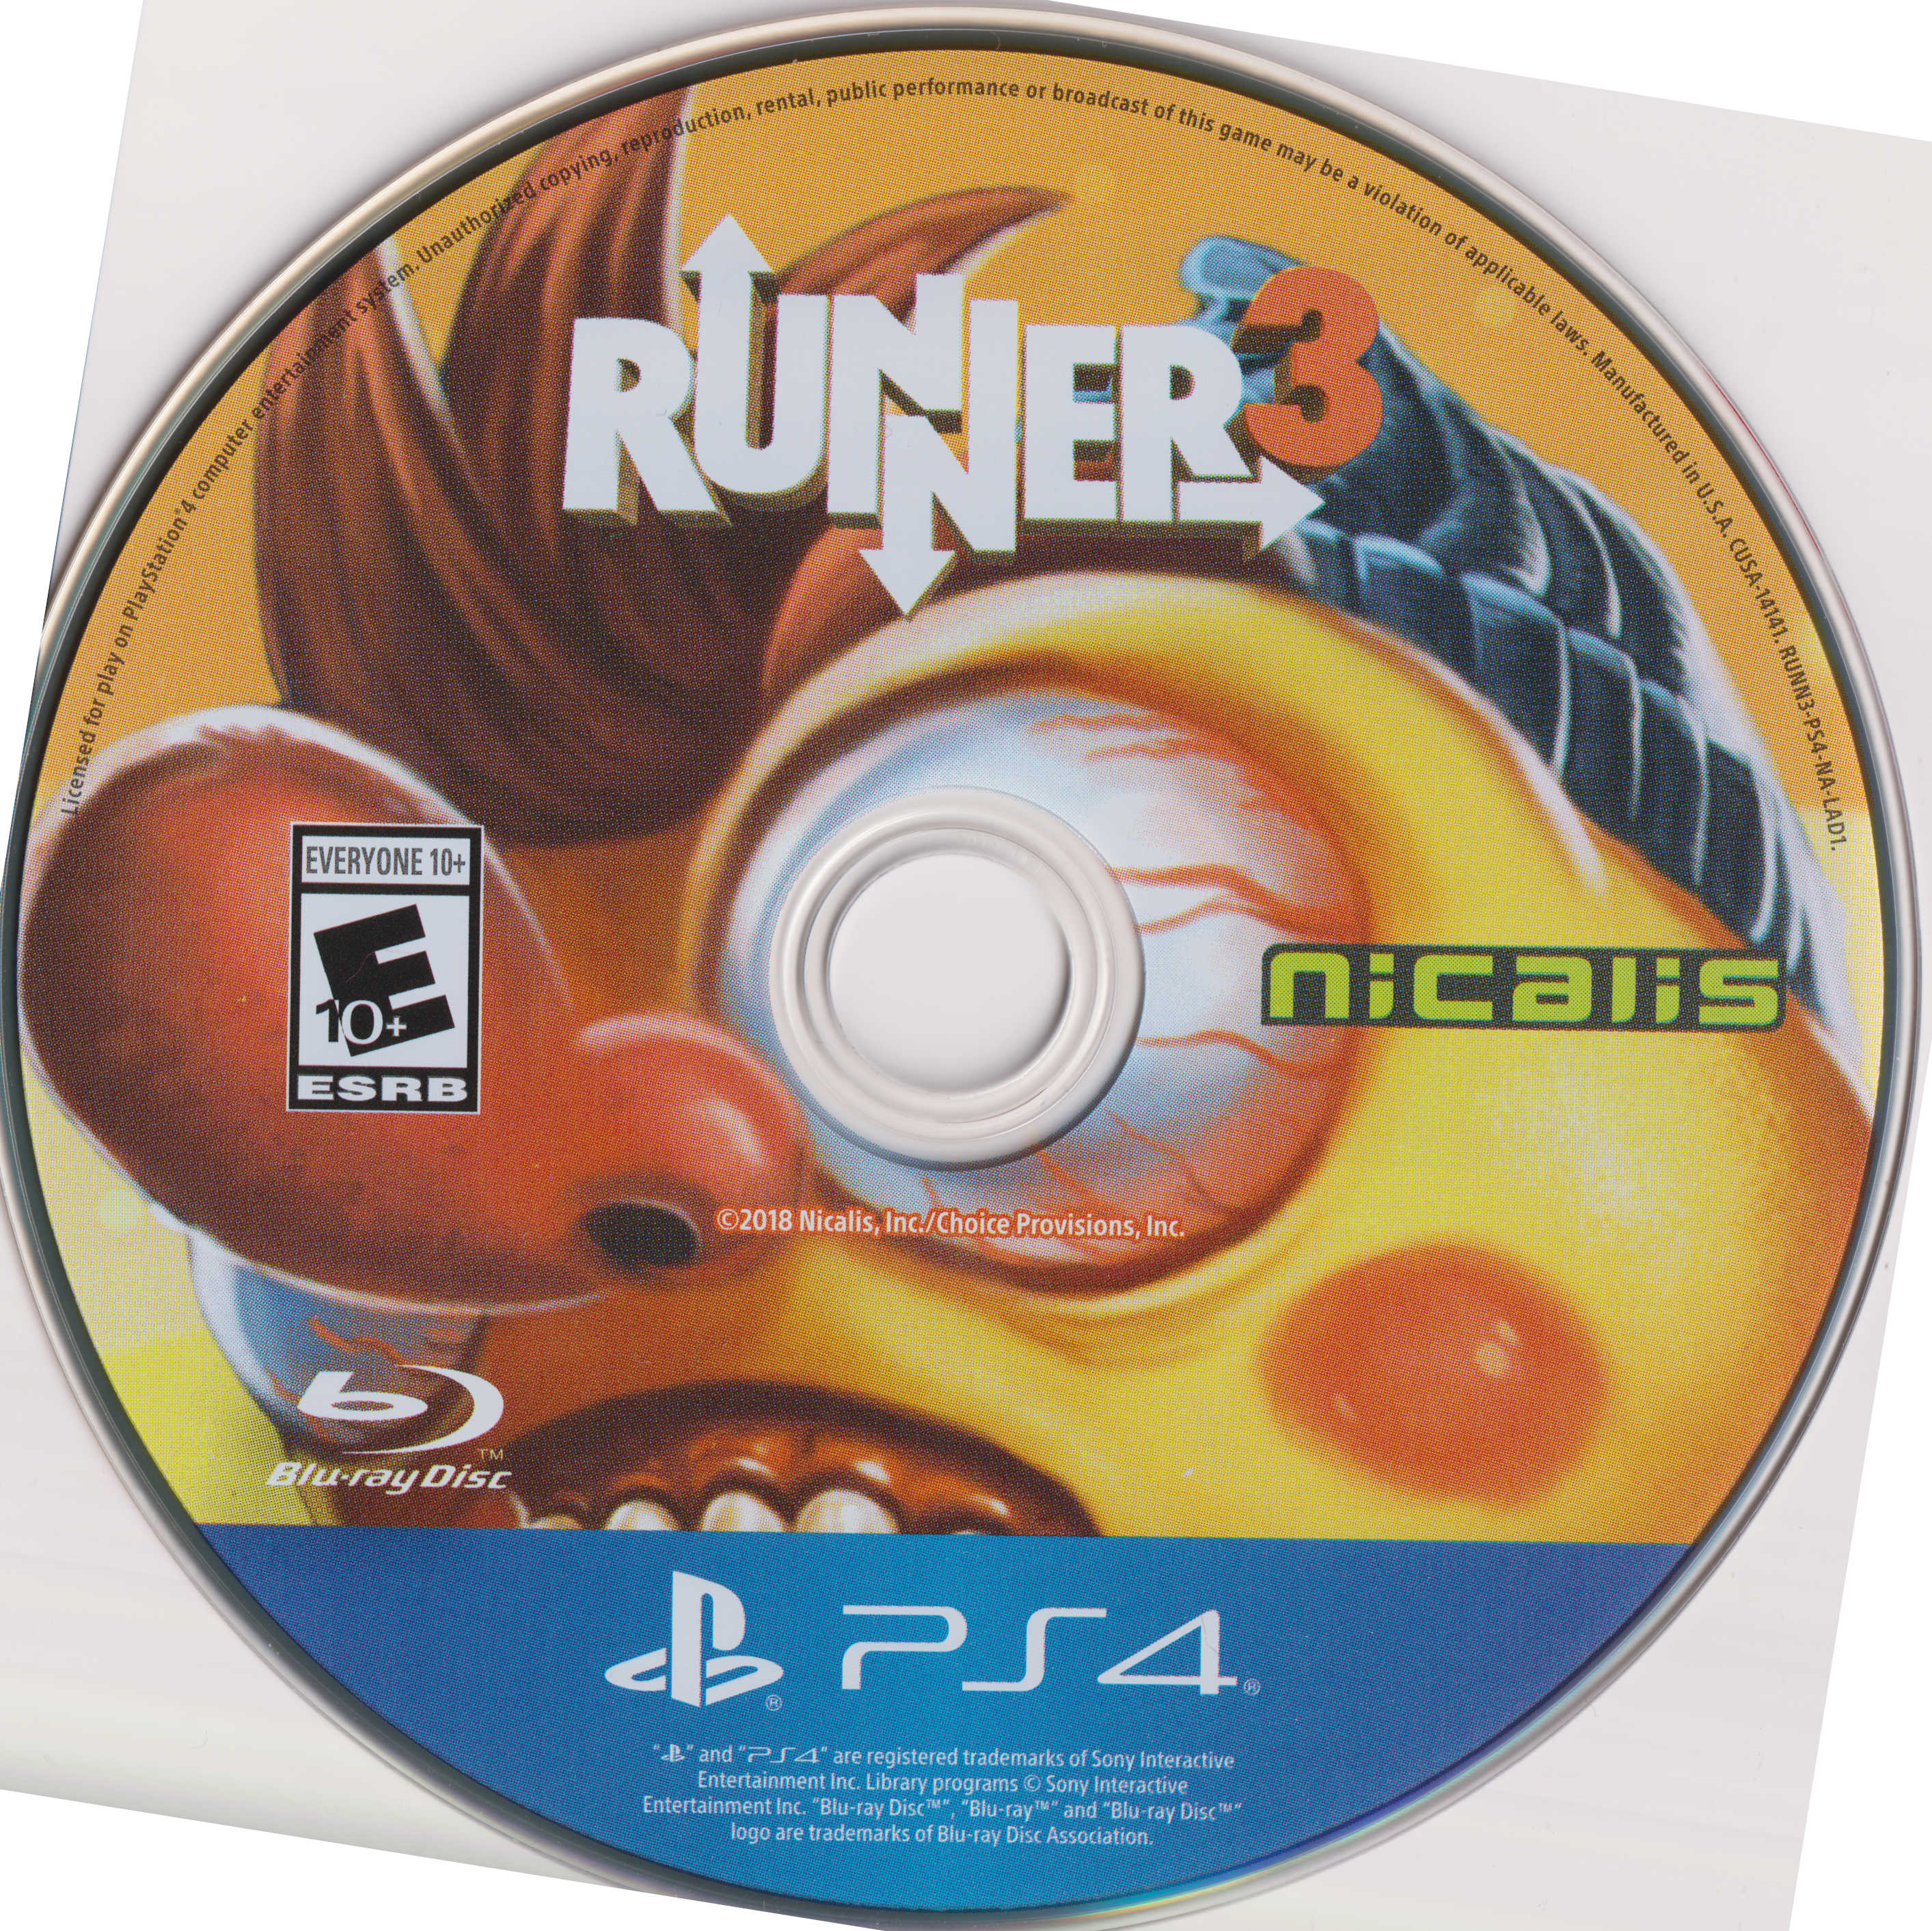 Licensed for play on PlayStation®4 computer entertainment system. Unauthorized copying, reproduction, rental, public performance or broadcast of this game may be a violation of applicable laws. Manufactured in U.S.A. CUSA-14141. RUNN3-PS4-NA-LAD1.
RUNNER3
EVERYONE 10+
E
10+
ESRB
nicalis
©2018 Nicalis, Inc./Choice Provisions, Inc.
b
TM
Blu-ray Disc
® PS4®
"PS" and "PS4" are registered trademarks of Sony Interactive
Entertainment Inc. Library programs © Sony Interactive
Entertainment Inc. "Blu-ray Disc™", "Blu-ray™" and "Blu-ray Disc™"
logo are trademarks of Blu-ray Disc Association.